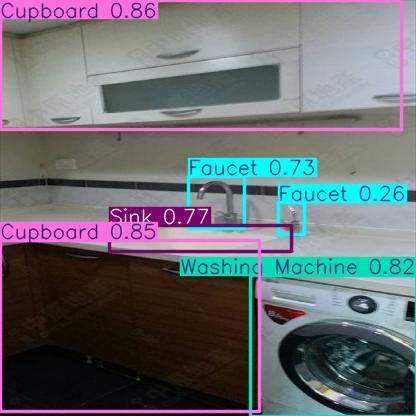 Cupboard 0.86
Faucet 0.73
Faucet 0.26
Sink 0.77
Cupboard 0.85
Washing Machine 0.82